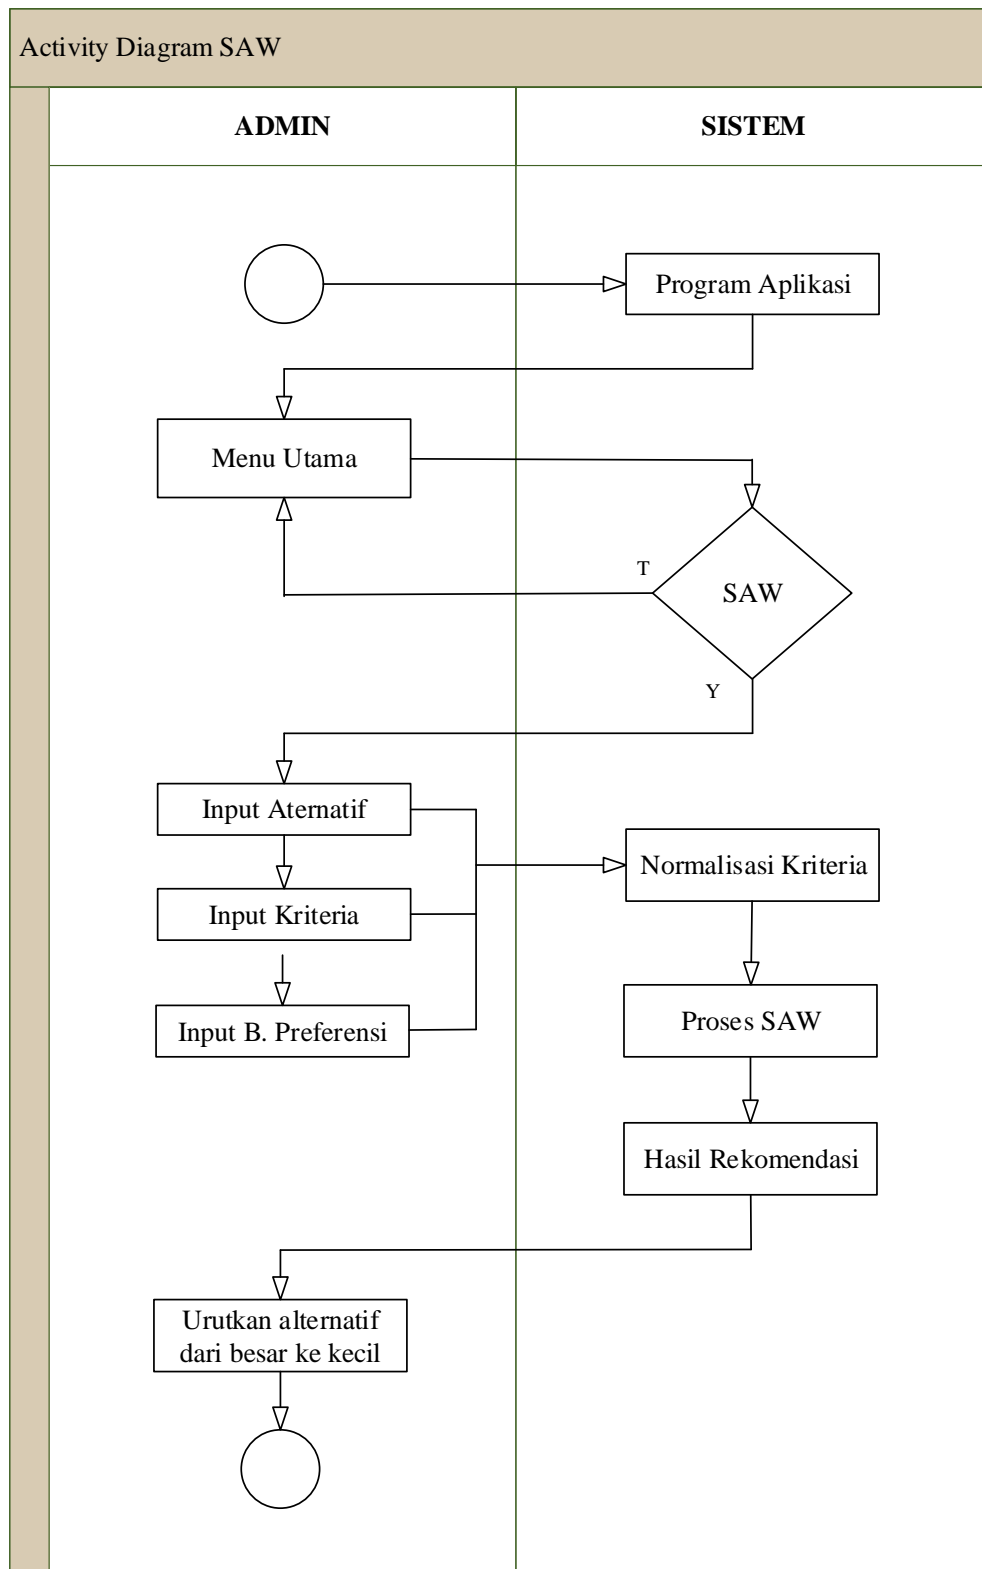 Activity Diagram SAW
ADMIN
SISTEM
Program Aplikasi
Menu Utama
T
SAW
Y
Input Aternatif
Normalisasi Kriteria
Input Kriteria
Proses SAW
Input B. Preferensi
Hasil Rekomendasi
Urutkan alternatif
dari besar ke kecil